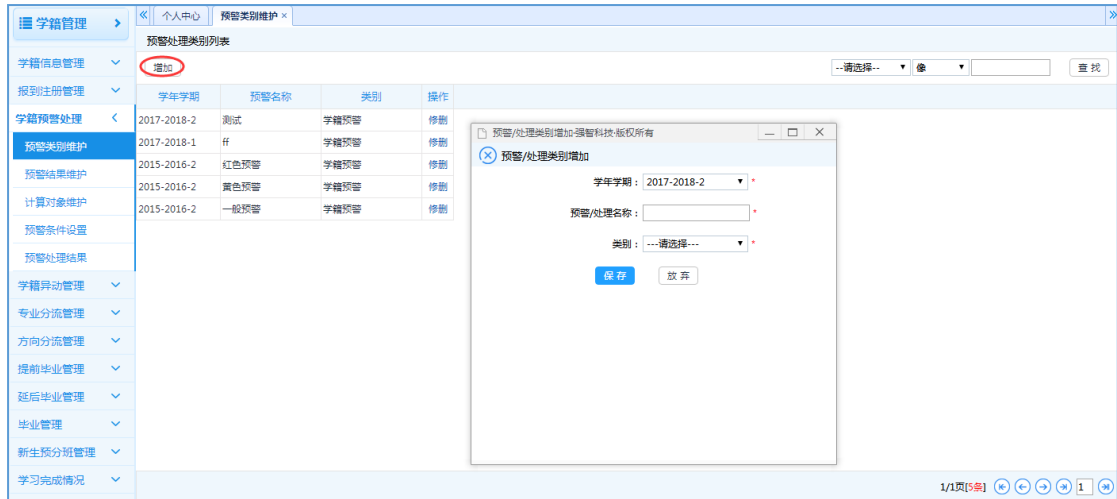 学籍管理
个人中心 预警类别维护 ×
预警处理类别列表
增加
--请选择-- 像 查 找
学籍信息管理
报到注册管理
学籍预警处理
预警类别维护
预警结果维护
计算对象维护
预警条件设置
预警处理结果
学籍异动管理
专业分流管理
方向分流管理
提前毕业管理
延后毕业管理
毕业管理
新生预分班管理
学习完成情况
学年学期 预警名称 类别 操作
2017-2018-2 测试 学籍预警 修删
2017-2018-1 ff 学籍预警 修删
2015-2016-2 红色预警 学籍预警 修删
2015-2016-2 黄色预警 学籍预警 修删
2015-2016-2 一般预警 学籍预警 修删
预警/处理类别增加-强智科技·版权所有
预警/处理类别增加
学年学期： 2017-2018-2 *
预警/处理名称： *
类别： ---请选择--- *
保 存 放 弃
1/1页[5条] 1